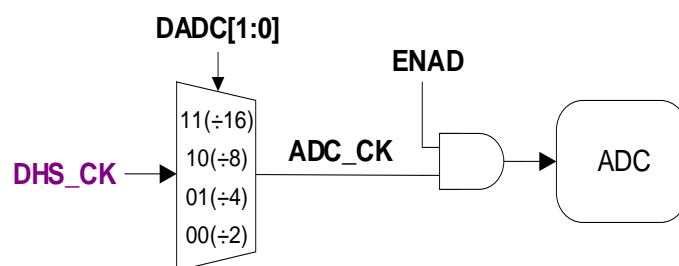 DADC[1:0]
ENAD
11(÷16)
10(÷8)
01(÷4)
00(÷2)
DHS_CK
ADC_CK
ADC